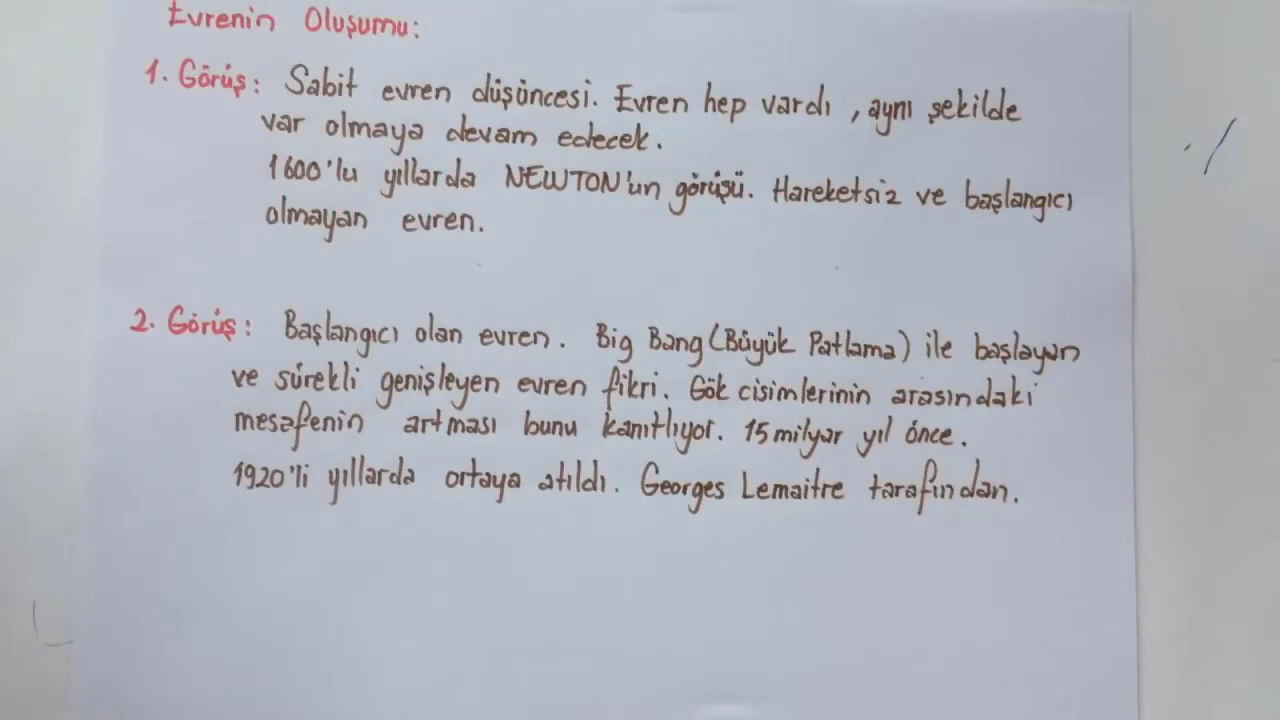 Evrenin Oluşumu:
1. Görüş: Sabit evren düşüncesi. Evren hep vardı, aynı şekilde
var olmaya devam edecek.
1600'lu yıllarda NEWTON'un görüşü. Hareketsiz ve başlangıcı
olmayan evren.
2. Görüş: Başlangıcı olan evren. Big Bang (Büyük Patlama) ile başlayan
ve sürekli genişleyen evren fikri. Gök cisimlerinin arasındaki
mesafenin artması bunu kanıtlıyor. 15 milyar yıl önce.
1920'li yıllarda ortaya atıldı. Georges Lemaitre tarafından.